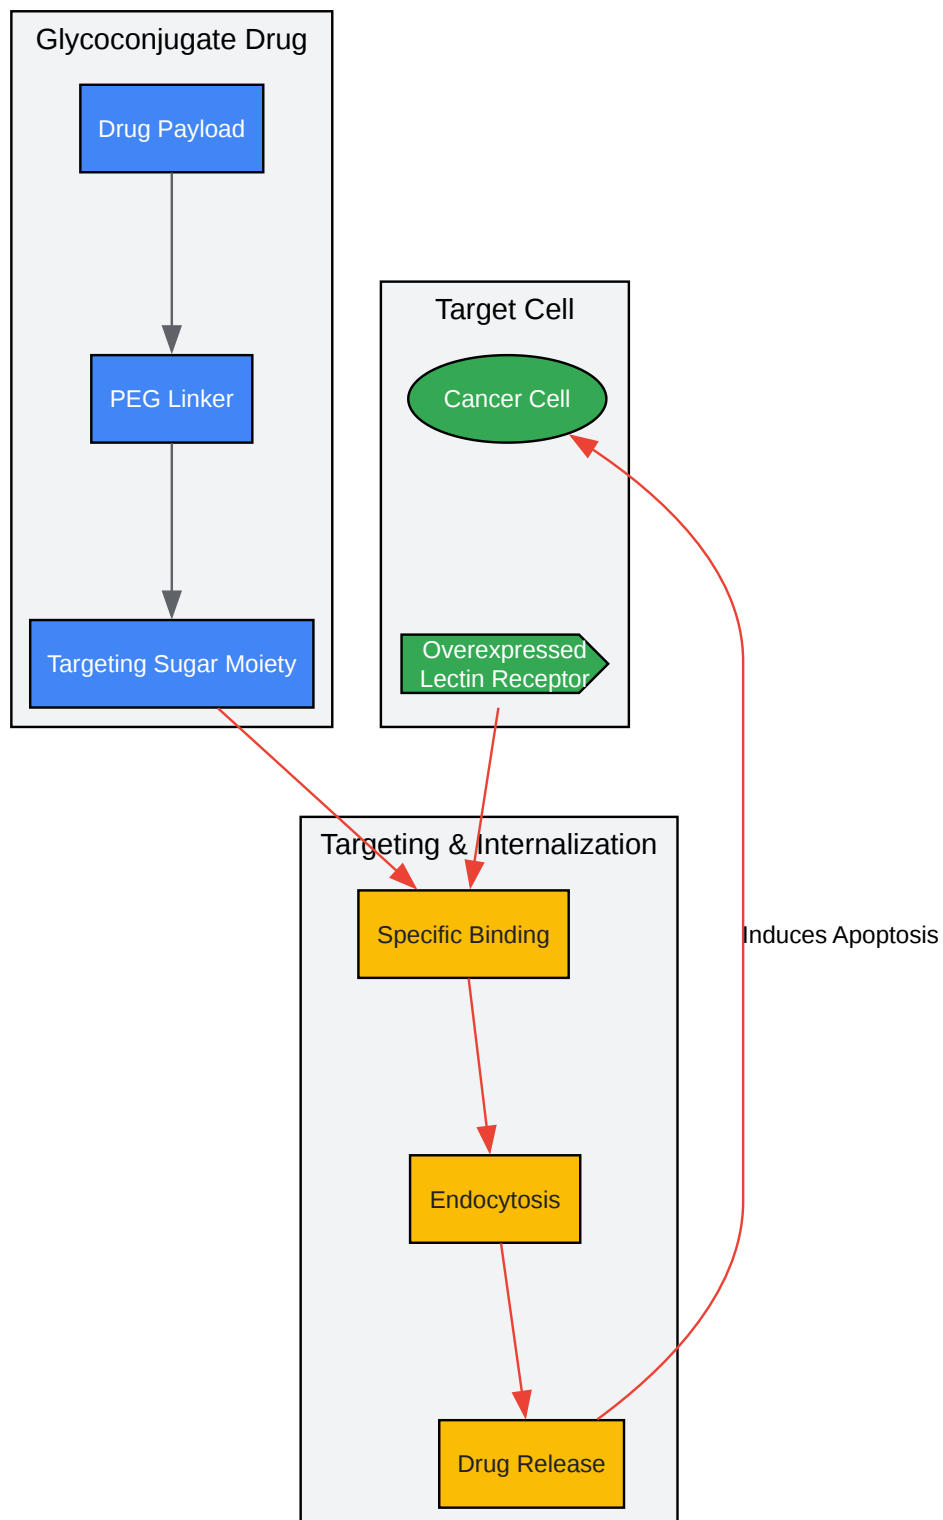 Glycoconjugate Drug
Drug Payload
PEG Linker
Targeting Sugar Moiety
Target Cell
Cancer Cell
Overexpressed
Lectin Receptor
Targeting & Internalization
Specific Binding
Endocytosis
Drug Release
Induces Apoptosis